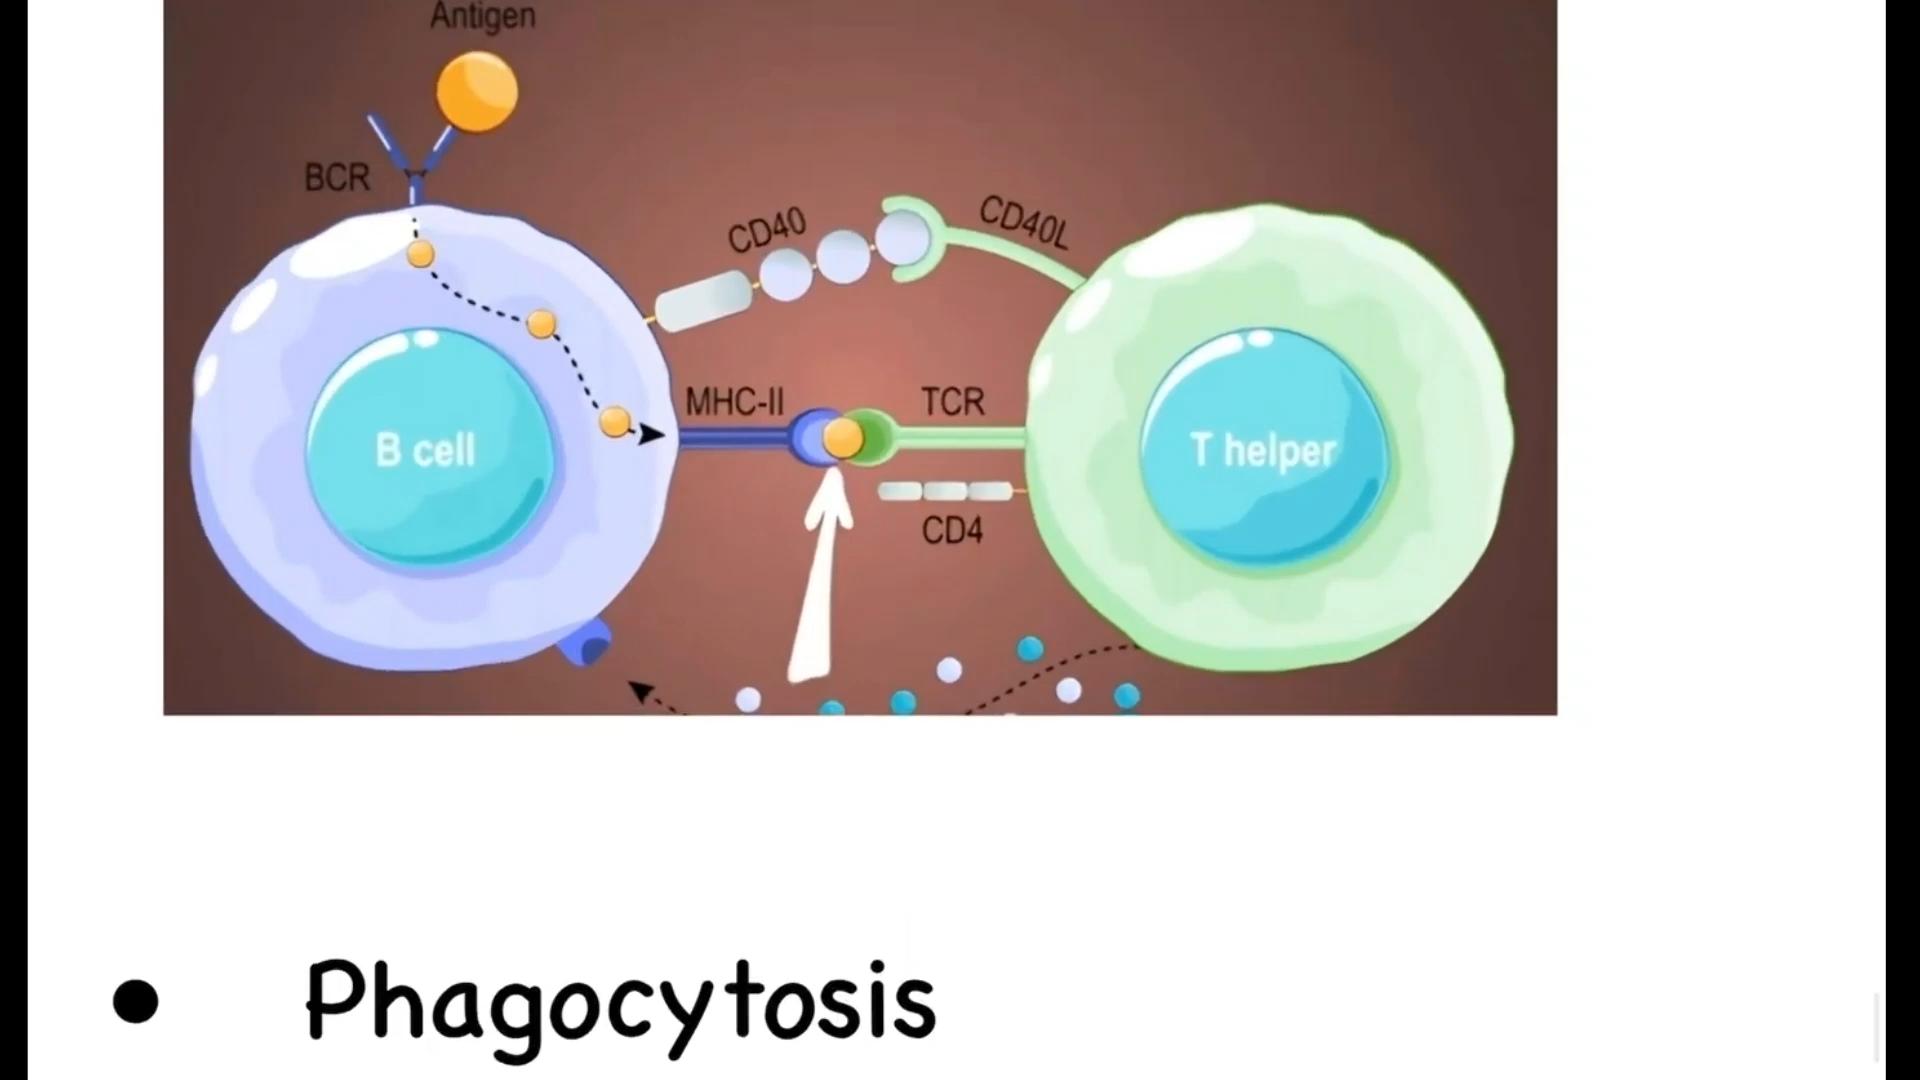 Antigen
BCR
CD40
CD40L
MHC-II
TCR
B cell
T helper
CD4
• Phagocytosis